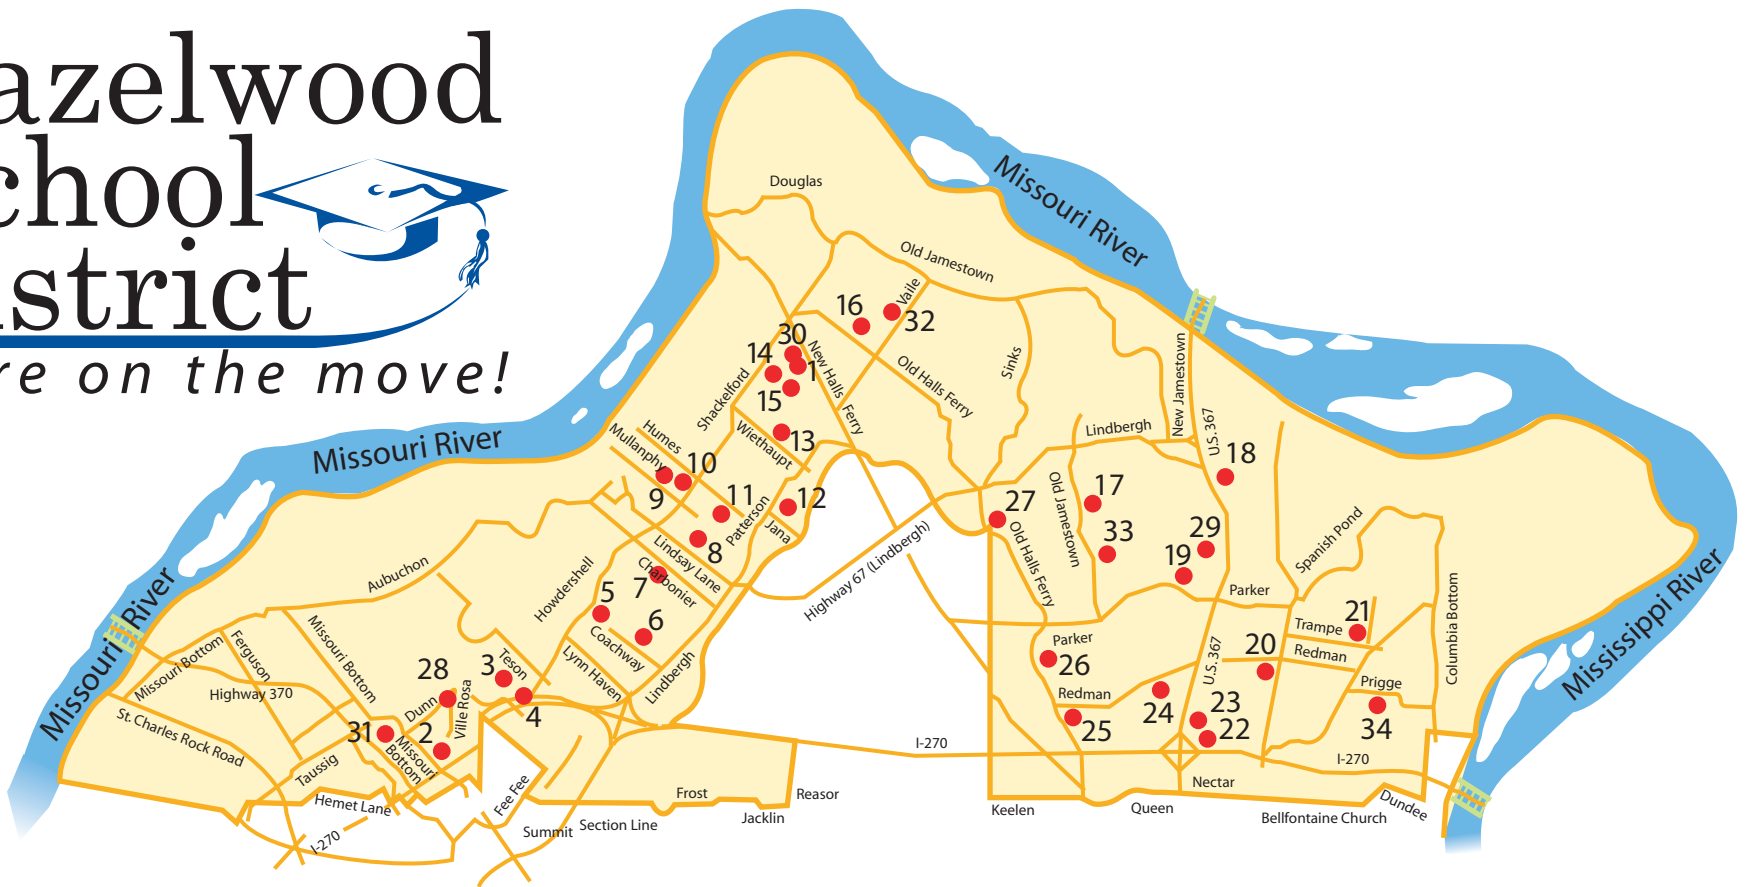 azelwood
chool
istrict
re on the move!
Missouri River
Missouri River
Missouri River
Mississippi River
Douglas
Old Jamestown
Vaile
16
32
30
14
1
15
New Halls Ferry
Old Halls Ferry
Sinks
Shackelford
13
Wiethaupt
Humes
Mullanphy
10
9
11
12
Patterson
Jana
8
Lindsay Lane
Charbonier
7
5
6
Howdershell
Coachway
Lynn Haven
Lindbergh
Aubuchon
Teson
3
4
28
Dunn
Ville Rosa
2
31
Missouri Bottom
Missouri Bottom
Missouri Bottom
Ferguson
Highway 370
St. Charles Rock Road
Taussig
Hemet Lane
I-270
Fee Fee
Summit
Section Line
Frost
Jacklin
Reasor
I-270
Highway 67 (Lindbergh)
New Jamestown
U.S. 367
Lindbergh
18
17
27
Old Jamestown
Old Halls Ferry
33
29
19
Spanish Pond
Parker
Parker
26
Trampe
21
Redman
20
Columbia Bottom
Prigge
34
U.S. 367
Redman
24
23
22
25
I-270
Nectar
Keelen
Queen
Bellfontaine Church
Dundee